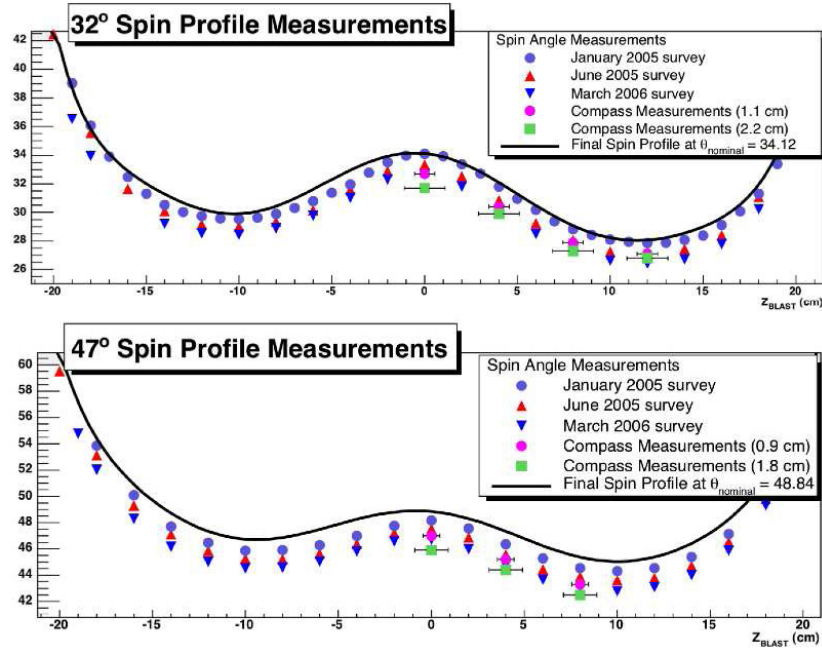 32° Spin Profile Measurements
Spin Angle Measurements
January 2005 survey
June 2005 survey
March 2006 survey
Compass Measurements (1.1 cm)
Compass Measurements (2.2 cm)
Final Spin Profile at θnominal = 34.12
42
40
38
36
34
32
30
28
26
-20 -15 -10 -5 0 5 10 15 20
ZBLAST (cm)
47° Spin Profile Measurements
Spin Angle Measurements
January 2005 survey
June 2005 survey
March 2006 survey
Compass Measurements (0.9 cm)
Compass Measurements (1.8 cm)
Final Spin Profile at θnominal = 48.84
60
58
56
54
52
50
48
46
44
42
-20 -15 -10 -5 0 5 10 15 20
ZBLAST (cm)